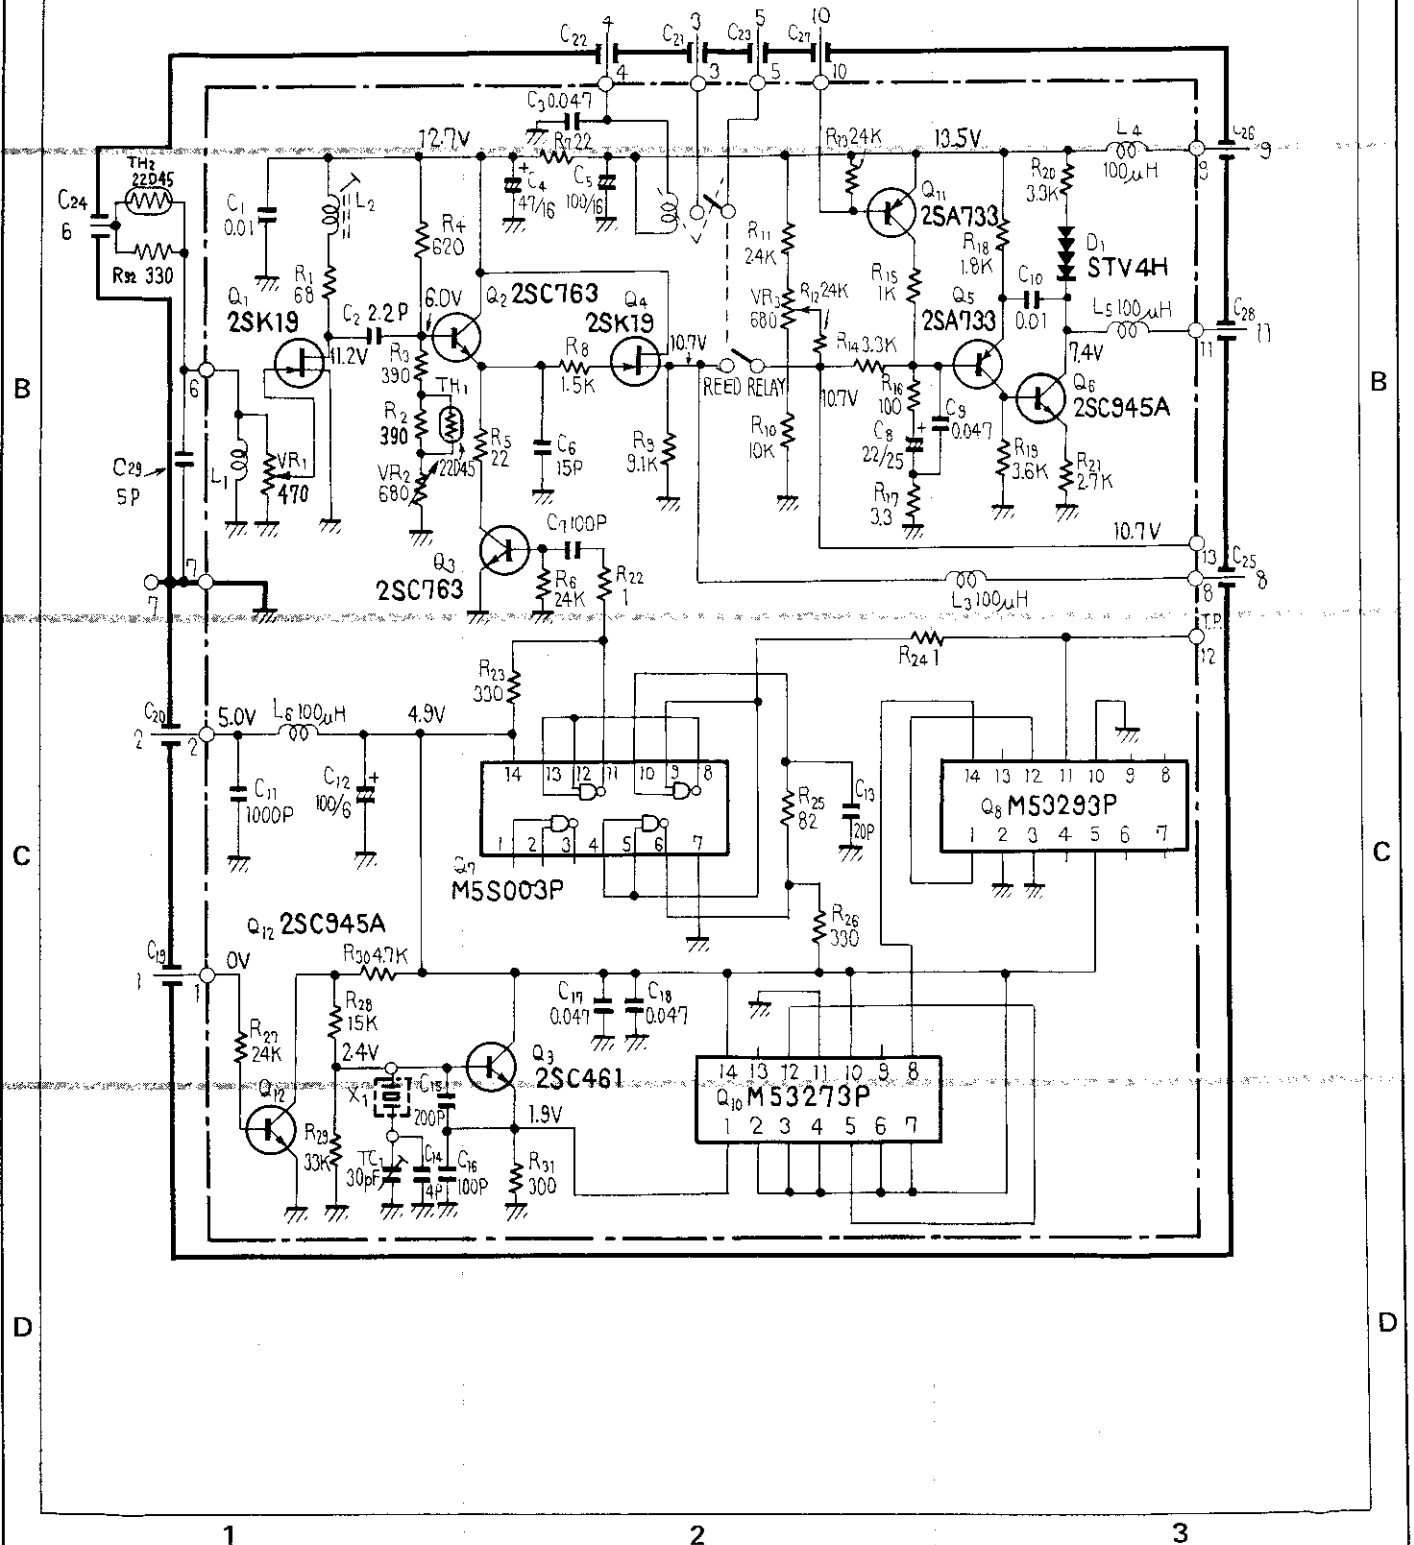 4 3 5 10
C22 C21 C23 C27
4 3 5 10
C3 0.047
12.7V R7 22 R13 24K 13.5V L4 C26
9 9
100μH
TH2
22D45
C24
6
R32 330
C1
0.01
L2
R4
620
C4
47/16
C5
100/16
R11
24K
Q11
2SA733
R20
3.3K
R18
1.8K
D1
STV4H
R1
68
Q1
2SK19
C2 2.2P
6.0V
Q2 2SC763
Q4
2SK19
VR3
680
R12 24K
R15
1K
C10
0.01
Q5
2SA733
L5 100μH
C28
11
11
11.2V
R3
390
TH1
R8
1.5K
10.7V
REED RELAY
R14 3.3K
10.7V
7.4V
Q6
2SC945A
B
B
6
R2
390
22D45
R5
22
C6
15P
R9
9.1K
R10
10K
R16
100
C9
0.047
C8
22/25
R19
3.6K
R21
2.7K
C29
5P
L1
VR1
470
VR2
680
R17
3.3
C7 100P
10.7V
13
C25
8
8
Q3
2SC763
R6
24K
R22
1
L3 100μH
7
7
T.P.
12
R23
330
R24 1
C20
2 2
5.0V L6 100μH 4.9V
14 13 12 11 10 9 8
14 13 12 11 10 9 8
C11
1000P
C12
100/6
R25
82
C13
20P
Q8 M53293P
1 2 3 4 5 6 7
1 2 3 4 5 6 7
C
C
Q7
M5S003P
Q12 2SC945A
R26
330
C19
1 1
0V
R30 4.7K
R28
15K
2.4V
C17
0.047
C18
0.047
R27
24K
Q12
X1
C15
200P
Q3
2SC461
14 13 12 11 10 9 8
Q10 M53273P
1 2 3 4 5 6 7
1.9V
R29
33K
TC1
30pF
C14
4P
C16
100P
R31
300
D
D
1 2 3